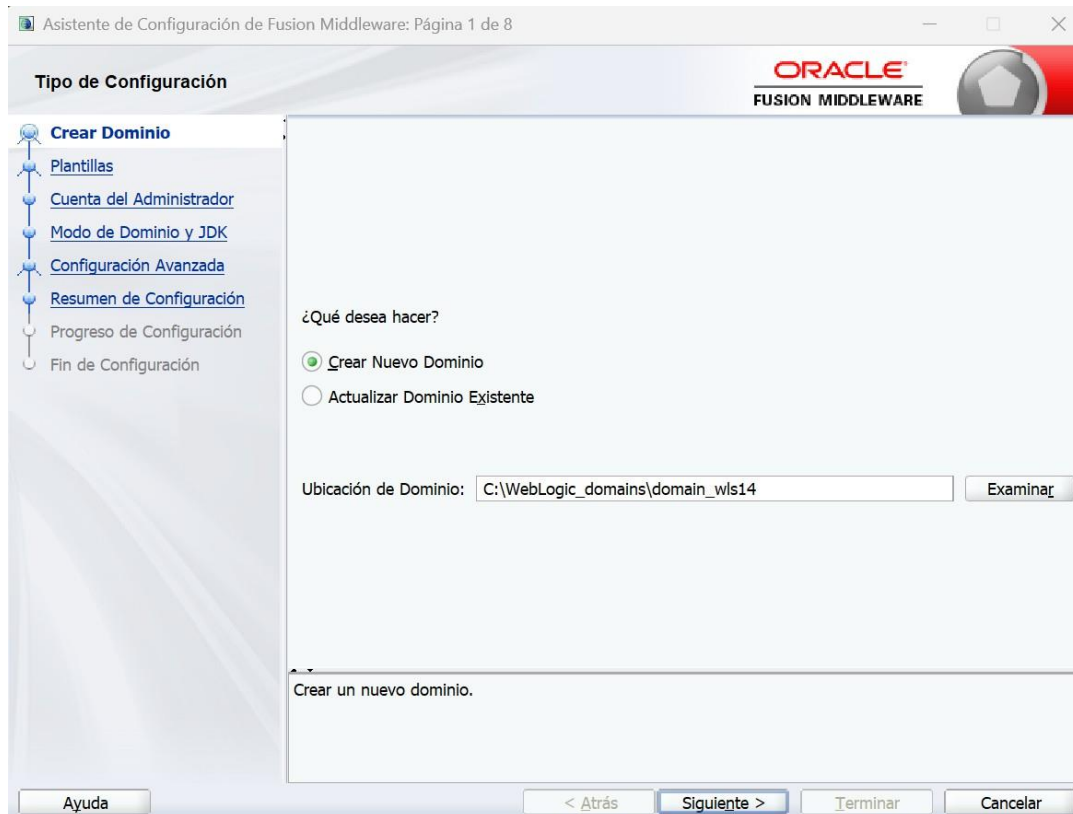 Asistente de Configuración de Fusion Middleware: Página 1 de 8
Tipo de Configuración
ORACLE
FUSION MIDDLEWARE
Crear Dominio
Plantillas
Cuenta del Administrador
Modo de Dominio y JDK
Configuración Avanzada
Resumen de Configuración
Progreso de Configuración
Fin de Configuración
¿Qué desea hacer?
Crear Nuevo Dominio
Actualizar Dominio Existente
Ubicación de Dominio: C:\WebLogic_domains\domain_wls14 Examinar
Crear un nuevo dominio.
Ayuda < Atrás Siguiente > Terminar Cancelar